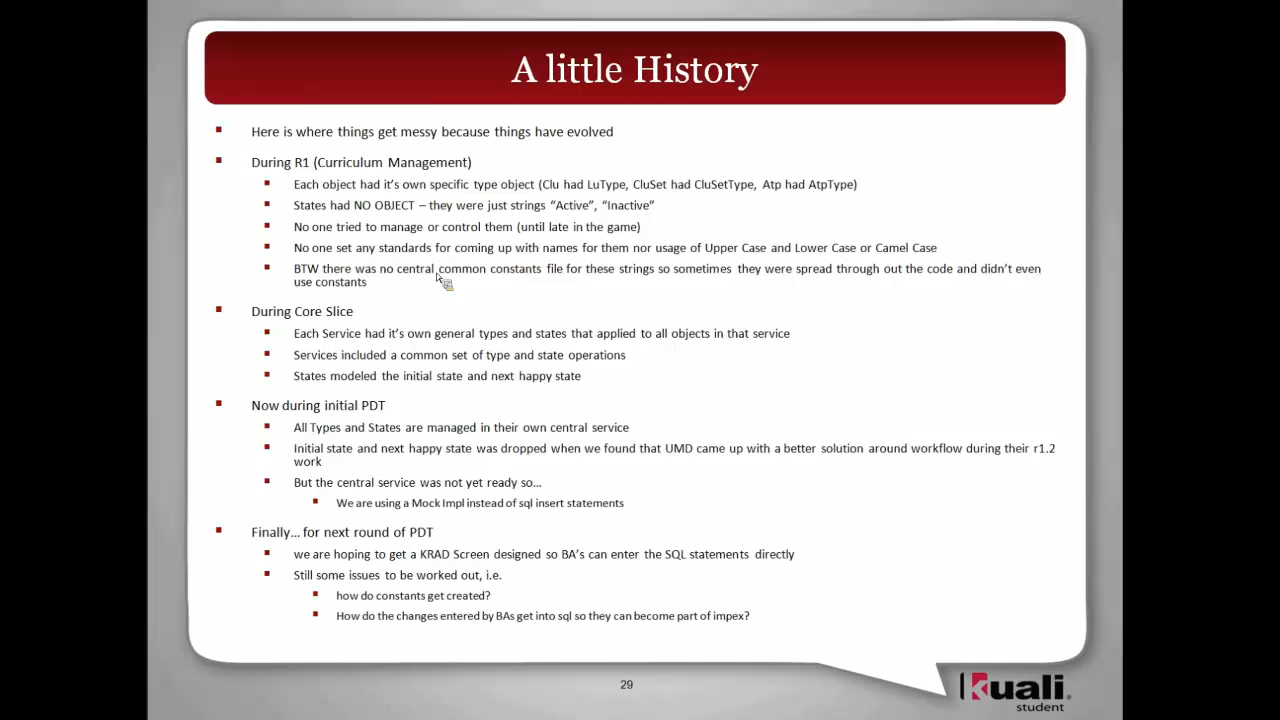 A little History
Here is where things get messy because things have evolved
During R1 (Curriculum Management)
Each object had it's own specific type object (Clu had LuType, CluSet had CluSetType, Atp had AtpType)
States had NO OBJECT – they were just strings “Active”, “Inactive”
No one tried to manage or control them (until late in the game)
No one set any standards for coming up with names for them nor usage of Upper Case and Lower Case or Camel Case
BTW there was no central common constants file for these strings so sometimes they were spread through out the code and didn't even
use constants
During Core Slice
Each Service had it's own general types and states that applied to all objects in that service
Services included a common set of type and state operations
States modeled the initial state and next happy state
Now during initial PDT
All Types and States are managed in their own central service
Initial state and next happy state was dropped when we found that UMD came up with a better solution around workflow during their r1.2
work
But the central service was not yet ready so…
We are using a Mock Impl instead of sql insert statements
Finally… for next round of PDT
we are hoping to get a KRAD Screen designed so BA's can enter the SQL statements directly
Still some issues to be worked out, i.e.
how do constants get created?
How do the changes entered by BAs get into sql so they can become part of impex?
29
Kuali
student